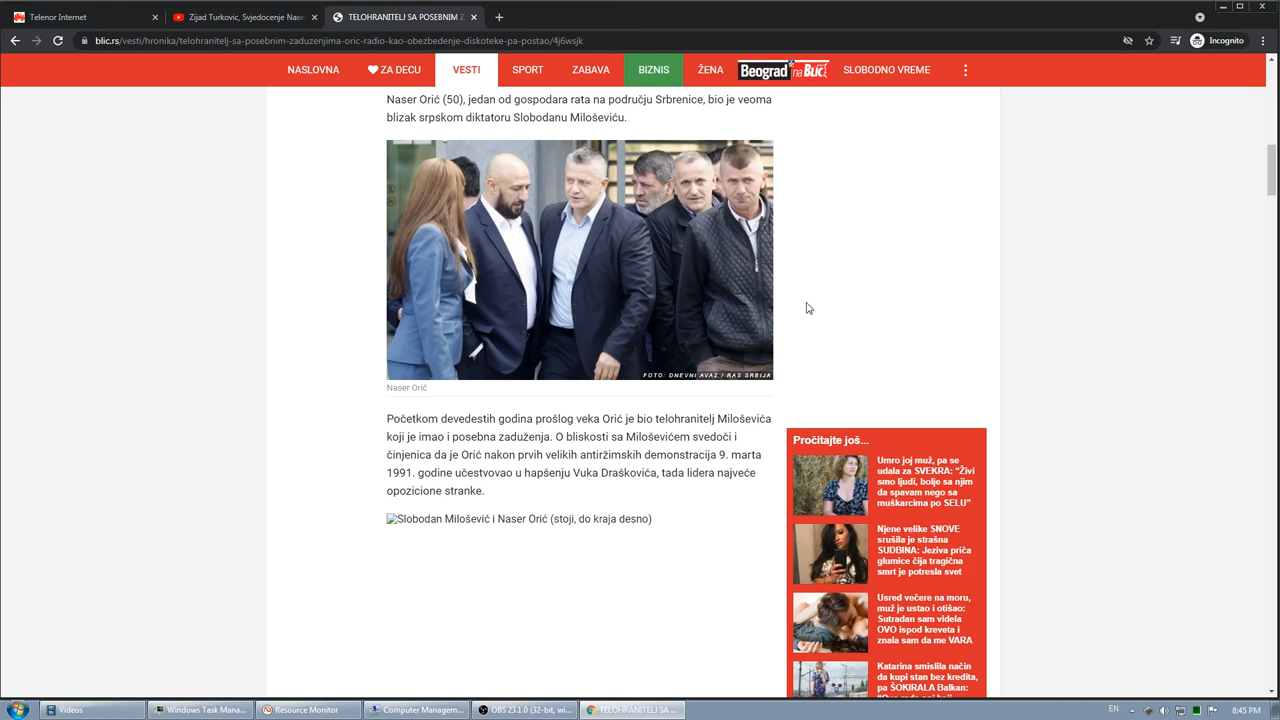 Telenor Internet
Zijad Turkovic, Svjedocenje Nase
TELOHRANITELJ SA POSEBNIM Z
blic.rs/vesti/hronika/telohranitelj-sa-posebnim-zaduzenjima-oric-radio-kao-obezbedenje-diskoteke-pa-postao/4j6wsjk
Incognito
NASLOVNA
ZA DECU
VESTI
SPORT
ZABAVA
BIZNIS
ŽENA
Beograd na Blic
SLOBODNO VREME
Naser Orić (50), jedan od gospodara rata na području Srbrenice, bio je veoma
blizak srpskom diktatoru Slobodanu Miloševiću.
FOTO: DNEVNI AVAZ / RAS SRBIJA
Naser Orić
Početkom devedestih godina prošlog veka Orić je bio telohranitelj Miloševića
koji je imao i posebna zaduženja. O bliskosti sa Miloševićem svedoči i
činjenica da je Orić nakon prvih velikih antiržimskih demonstracija 9. marta
1991. godine učestvovao u hapšenju Vuka Draškovića, tada lidera najveće
opozicione stranke.
Slobodan Milošević i Naser Orić (stoji, do kraja desno)
Pročitajte još...
Umro joj muž, pa se
udala za SVEKRA: “Živi
smo ljudi, bolje sa njim
da spavam nego sa
muškarcima po SELU”
Njene velike SNOVE
srušila je strašna
SUDBINA: Jeziva priča
glumice čija tragična
smrt je potresla svet
Usred večere na moru,
muž je ustao i otišao:
Sutradan sam videla
OVO ispod kreveta i
znala sam da me VARA
Katarina smislila način
da kupi stan bez kredita,
pa ŠOKIRALA Balkan:
Videos
Windows Task Mana...
Resource Monitor
Computer Managem...
OBS 23.1.0 (32-bit, wi...
TELOHRANITELJ SA ...
EN
8:45 PM